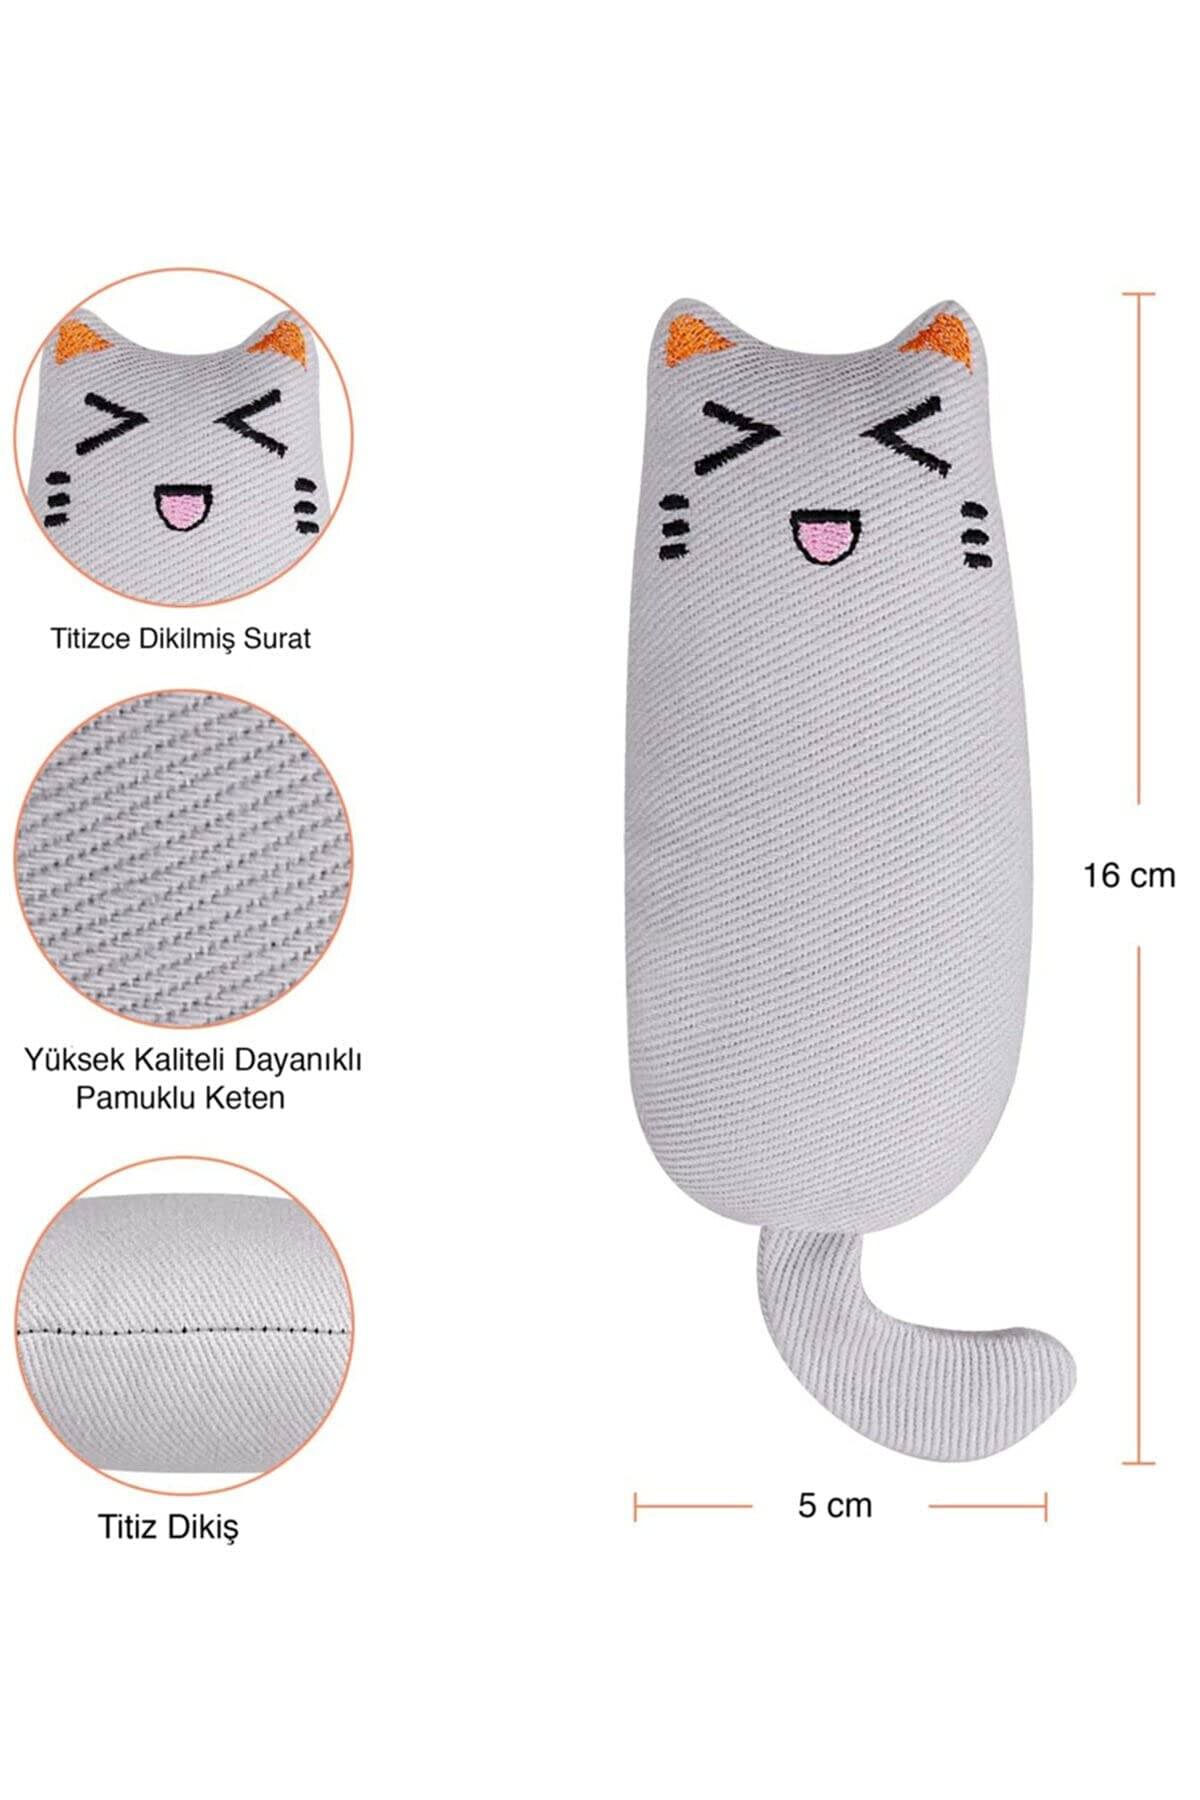 Titizce Dikilmiş Surat
Yüksek Kaliteli Dayanıklı
Pamuklu Keten
Titiz Dikiş
16 cm
5 cm